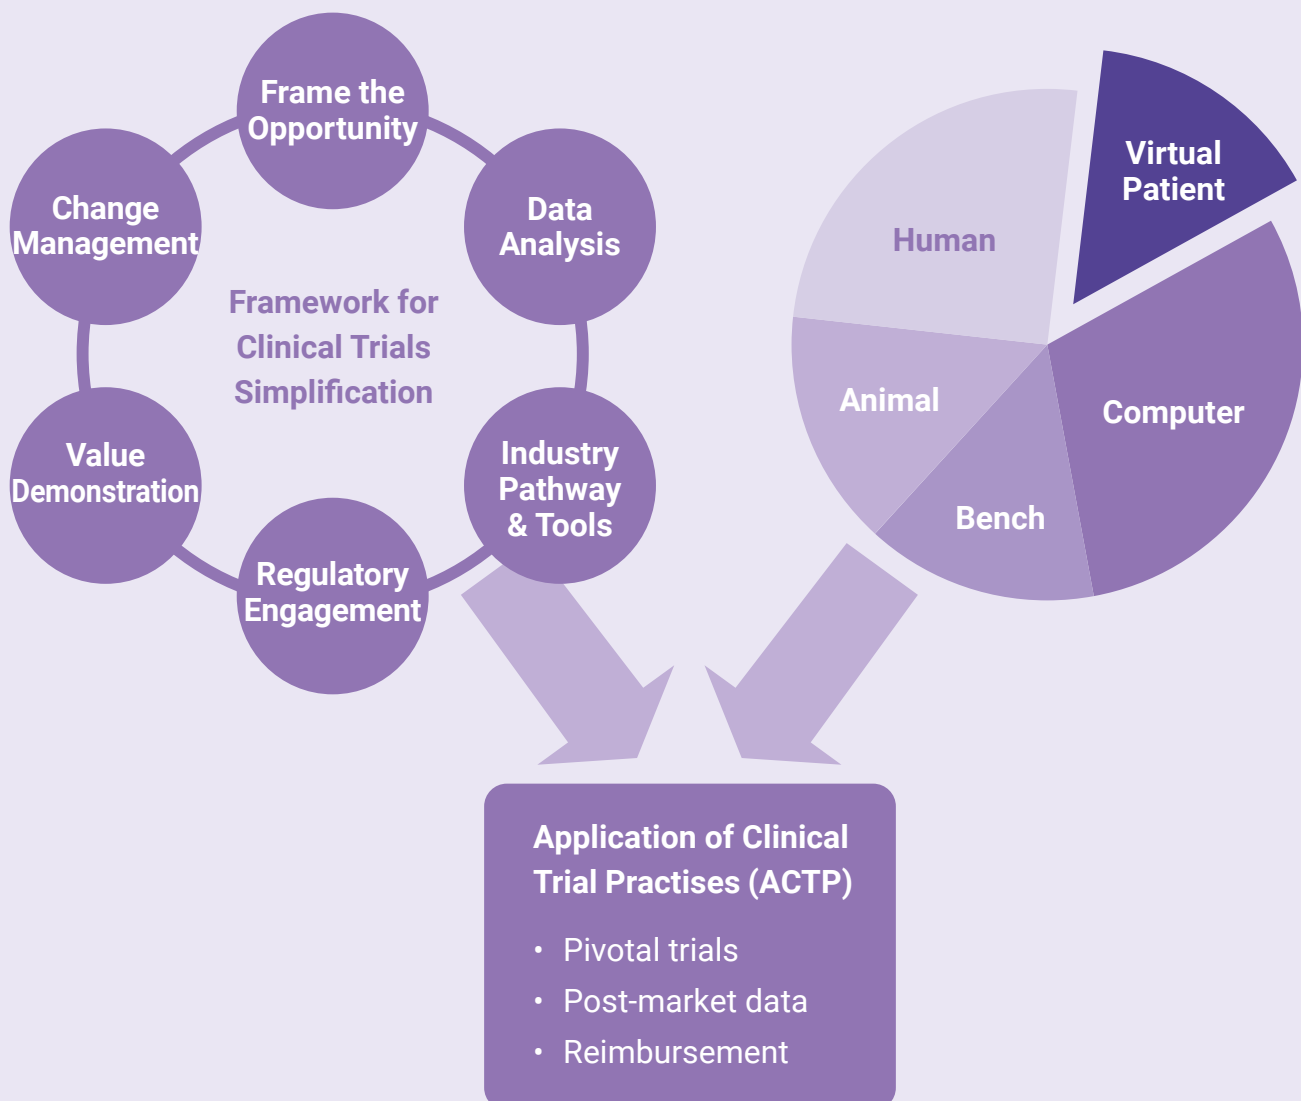 Frame the
Opportunity
Data
Analysis
Industry
Pathway
& Tools
Regulatory
Engagement
Value
Demonstration
Change
Management
Framework for
Clinical Trials
Simplification
Virtual
Patient
Human
Animal
Bench
Computer
Application of Clinical
Trial Practises (ACTP)
• Pivotal trials
• Post-market data
• Reimbursement